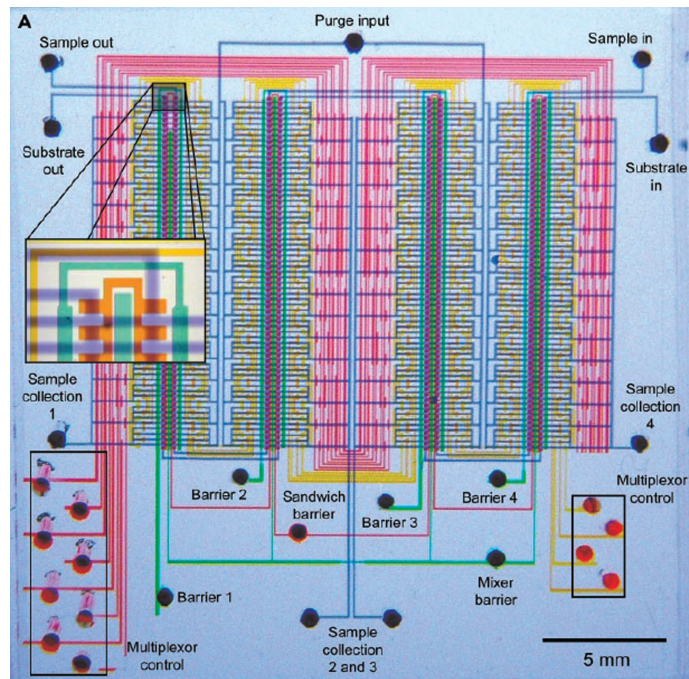 A
Purge input
Sample out
Sample in
Substrate
out
Substrate
in
Sample
collection
1
Sample
collection
4
Barrier 2
Sandwich
barrier
Barrier 3
Barrier 4
Multiplexor
control
Barrier 1
Mixer
barrier
Multiplexor
control
Sample
collection
2 and 3
5 mm